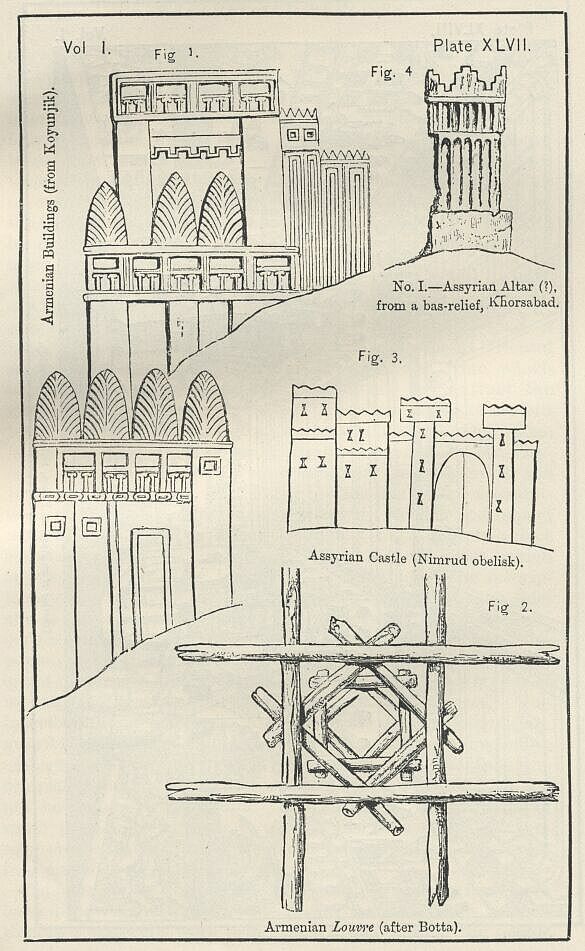 Vol I.
Plate XLVII.
Fig 1.
Fig. 4
Armenian Buildings (from Koyunjik).
No. I.—Assyrian Altar (?),
from a bas-relief, Khorsabad.
Fig. 3.
Assyrian Castle (Nimrud obelisk).
Fig 2.
Armenian Louvre (after Botta).